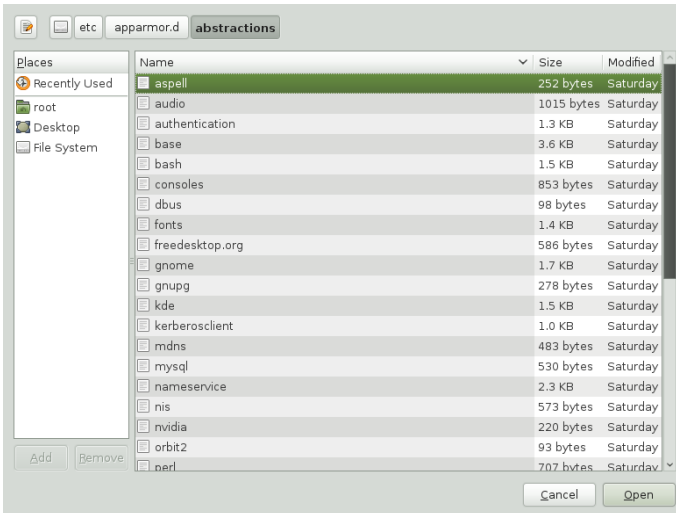 etc apparmor.d abstractions
Places
Recently Used
root
Desktop
File System
Add Remove
Name Size Modified
aspell 252 bytes Saturday
audio 1015 bytes Saturday
authentication 1.3 KB Saturday
base 3.6 KB Saturday
bash 1.5 KB Saturday
consoles 853 bytes Saturday
dbus 98 bytes Saturday
fonts 1.4 KB Saturday
freedesktop.org 586 bytes Saturday
gnome 1.7 KB Saturday
gnupg 278 bytes Saturday
kde 1.5 KB Saturday
kerberosclient 1.0 KB Saturday
mdns 483 bytes Saturday
mysql 530 bytes Saturday
nameservice 2.3 KB Saturday
nis 573 bytes Saturday
nvidia 220 bytes Saturday
orbit2 93 bytes Saturday
perl 707 bytes Saturday
Cancel Open